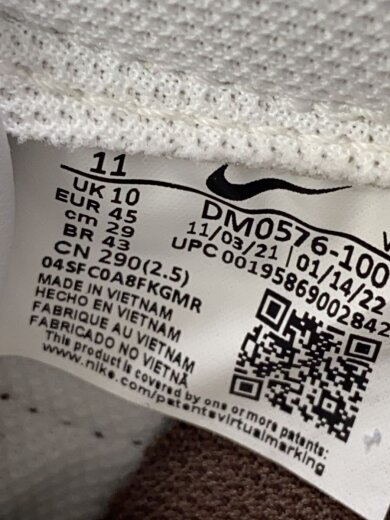 11
UK 10
EUR 45
cm 29
BR 43
CN 290(2.5)
04SFC0A8FKGMR
MADE IN VIETNAM
HECHO EN VIETNAM
FABRIQUE AU VIETNAM
FABRICADO NO VIETNÃ
This product is covered by one or more patents:
www.nike.com/patentsvirtualmarking
DM0576-100
11/03/21 | 01/14/22
UPC 00195869002842